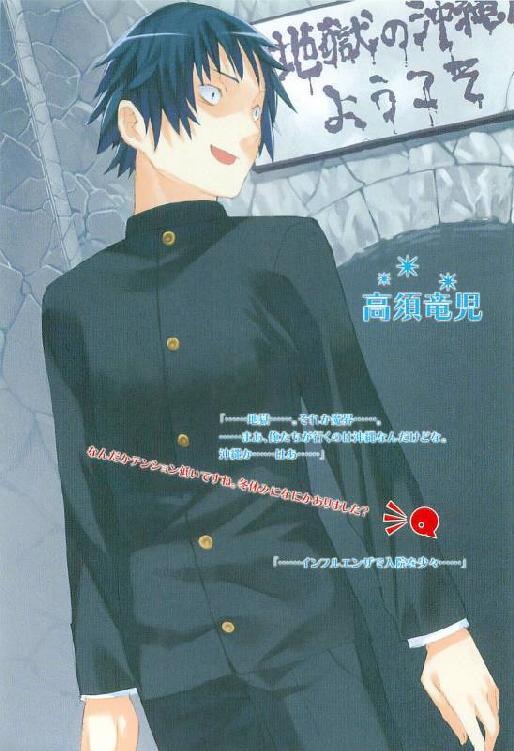 地獄の沖縄へ
ようこそ
高須竜児
「……地獄……。それか魔界……。
……まあ、俺たちが行くのは沖縄なんだけどな。
沖縄か……はあ……」
なんだかテンション低いですね。冬休みになにかありました?
「……インフルエンザで入院を少々……」